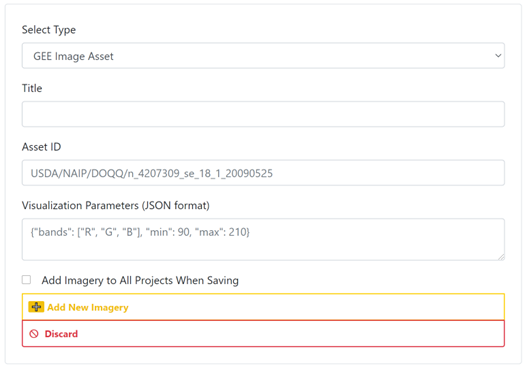 Select Type
GEE Image Asset
Title
Asset ID
USDA/NAIP/DOQQ/n_4207309_se_18_1_20090525
Visualization Parameters (JSON format)
{"bands": ["R", "G", "B"], "min": 90, "max": 210}
Add Imagery to All Projects When Saving
Add New Imagery
Discard